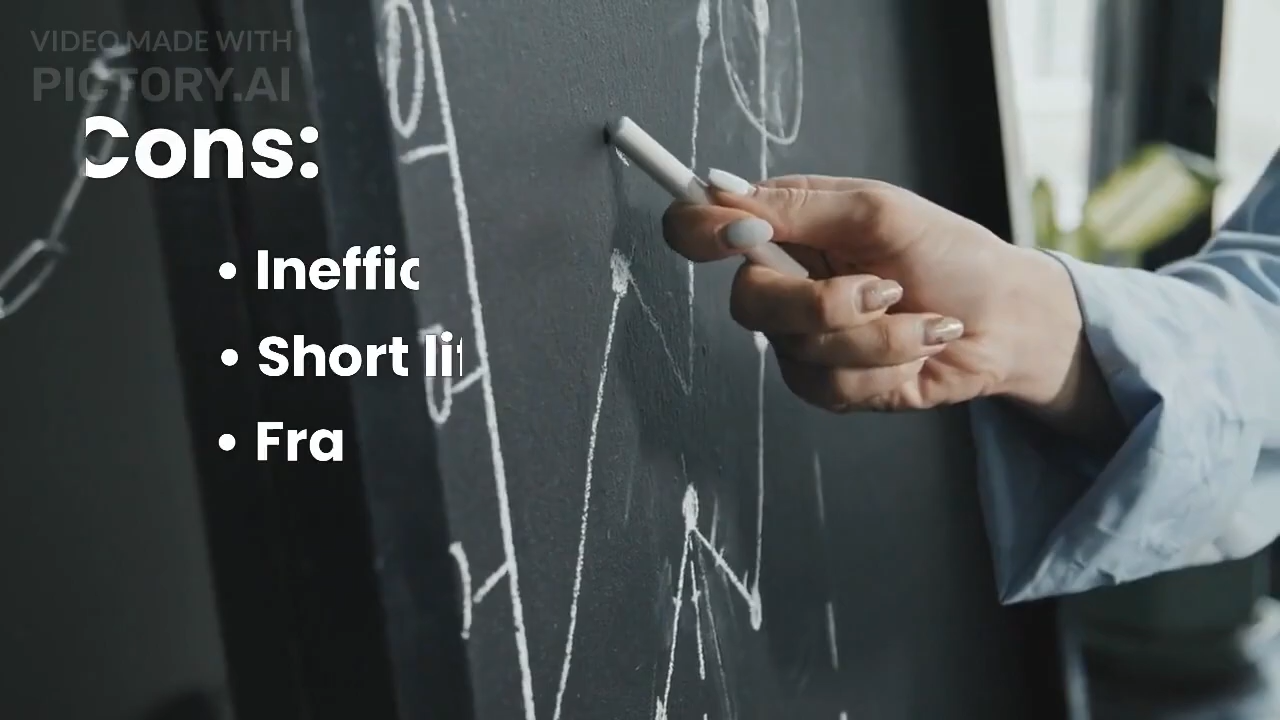 VIDEO MADE WITH
PICTORY.AI
Cons:
• Ineffic
• Short lif
• Fra